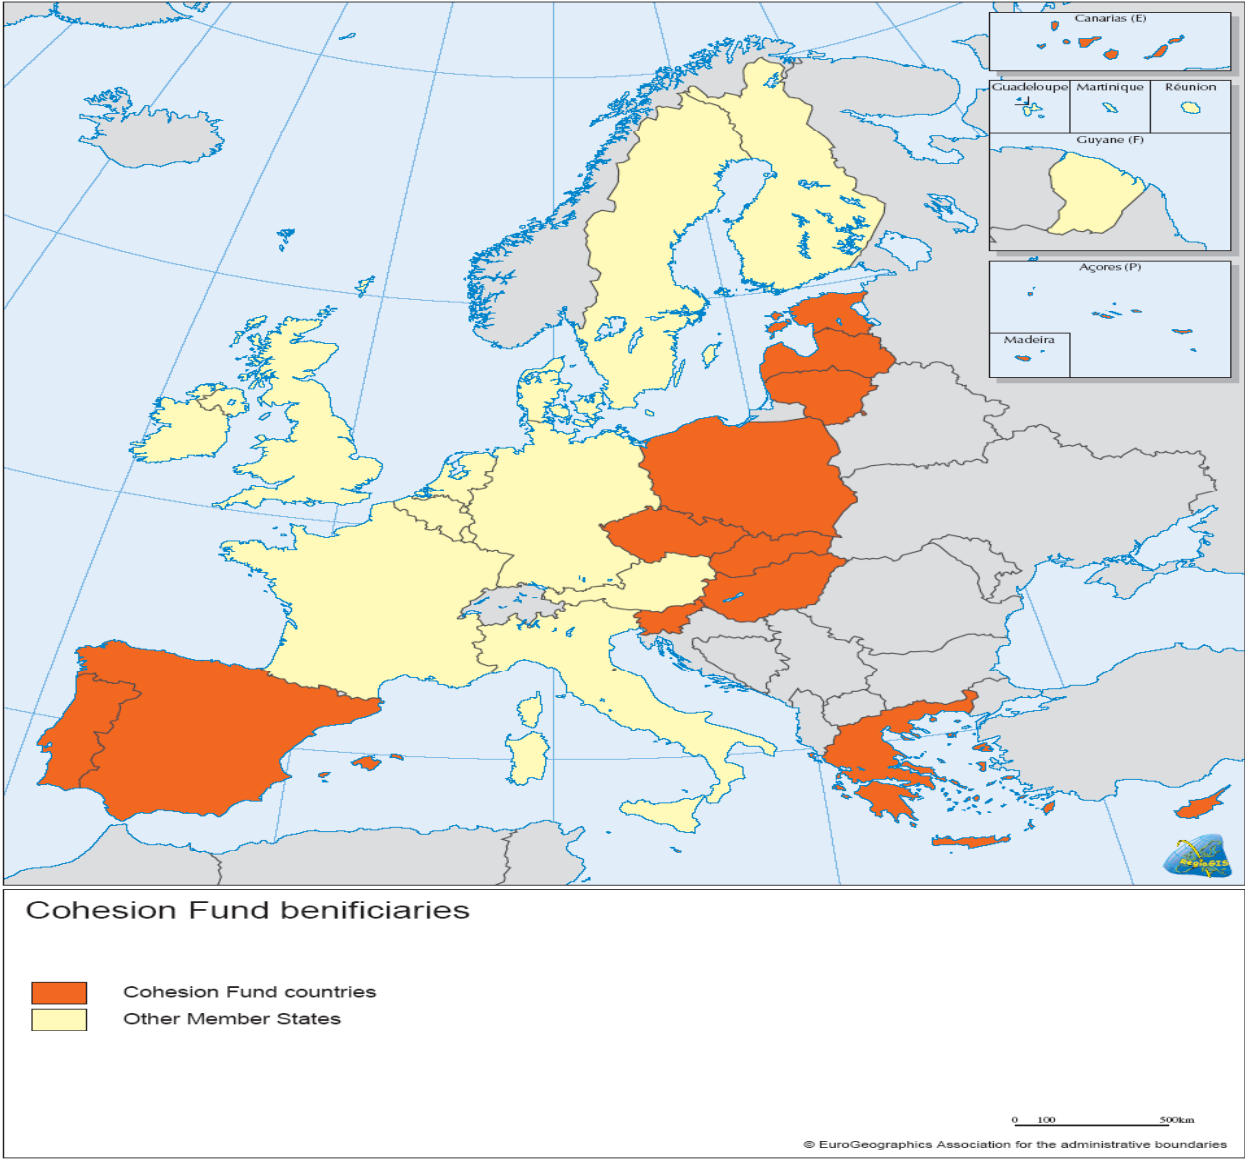 Canarias (E)
Guadeloupe Martinique Réunion
Guyane (F)
Açores (P)
Madeira
RegioGIS
Cohesion Fund benificiaries
Cohesion Fund countries
Other Member States
0 100 500km
© EuroGeographics Association for the administrative boundaries